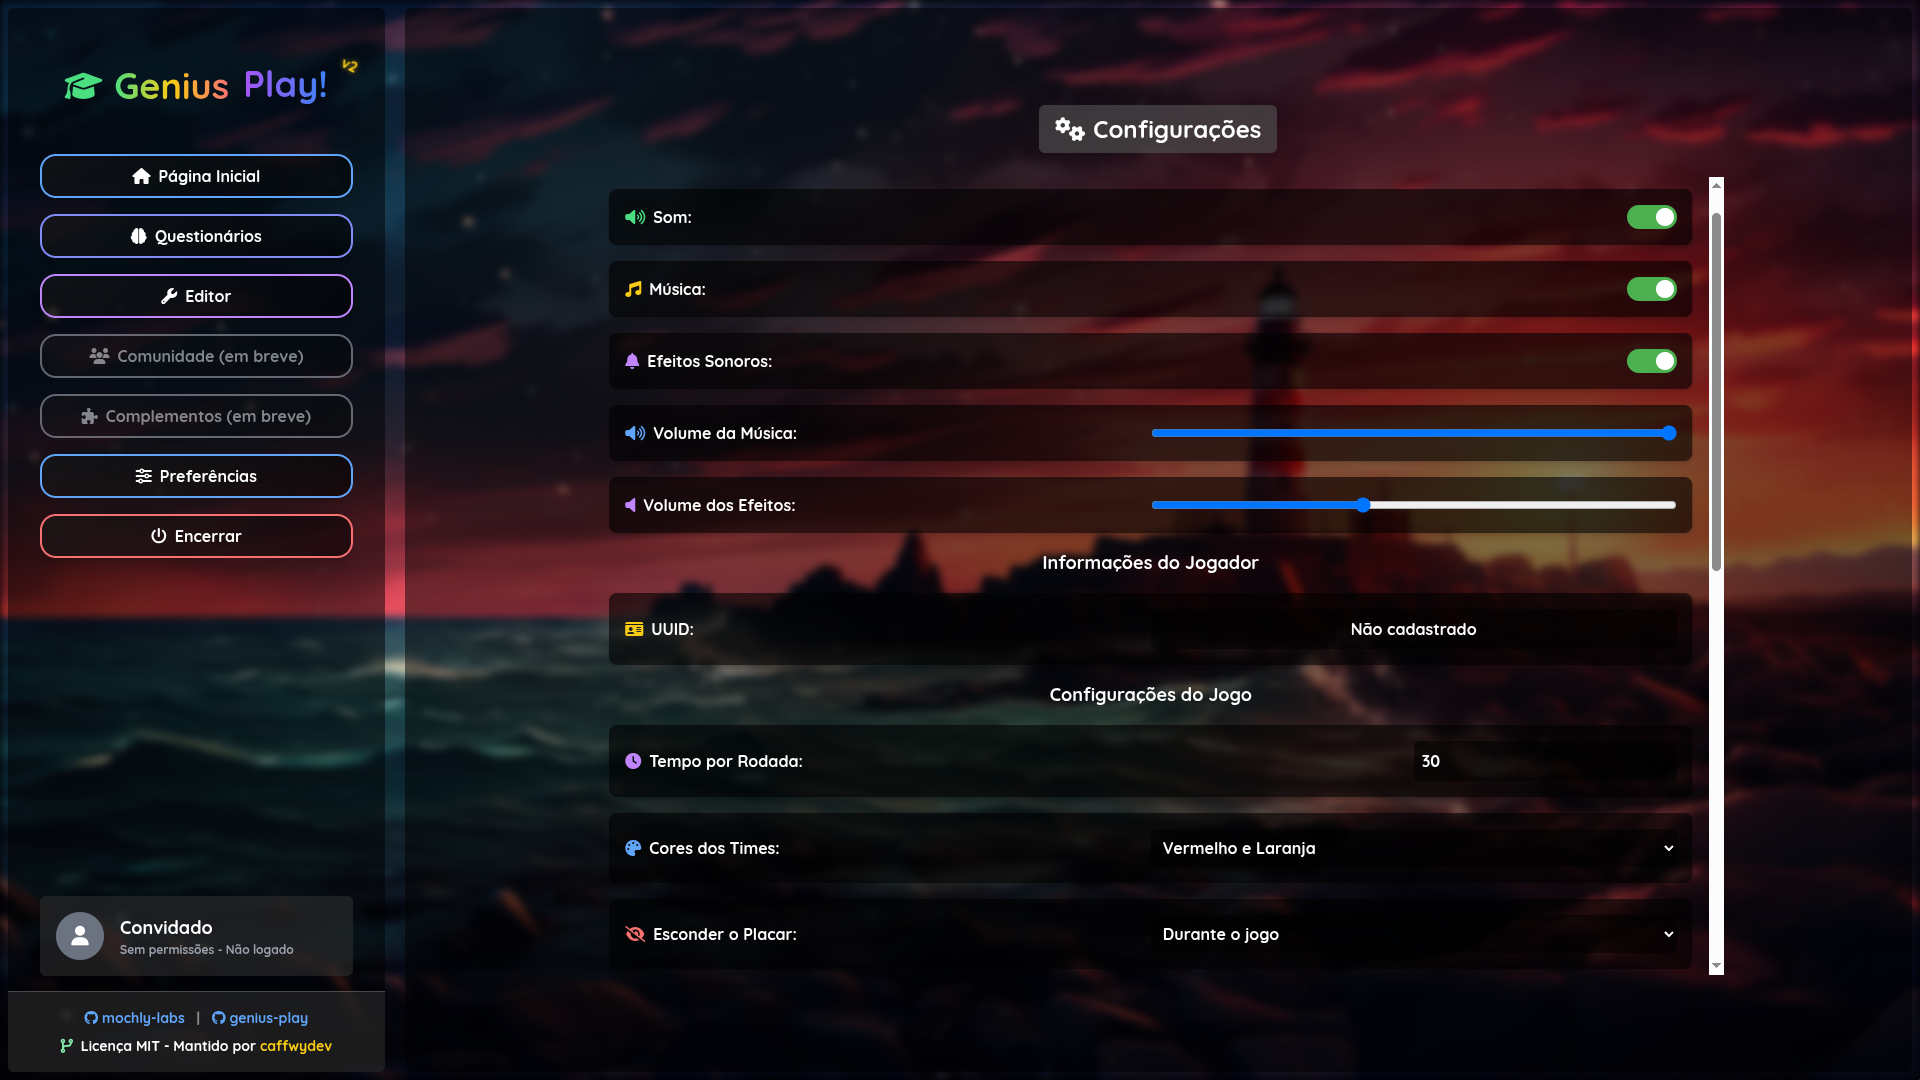 Genius Play! v2
Página Inicial
Questionários
Editor
Comunidade (em breve)
Complementos (em breve)
Preferências
Encerrar
Convidado
Sem permissões - Não logado
mochly-labs | genius-play
Licença MIT - Mantido por caffwydev
Configurações
Som:
Música:
Efeitos Sonoros:
Volume da Música:
Volume dos Efeitos:
Informações do Jogador
UUID: Não cadastrado
Configurações do Jogo
Tempo por Rodada: 30
Cores dos Times: Vermelho e Laranja
Esconder o Placar: Durante o jogo